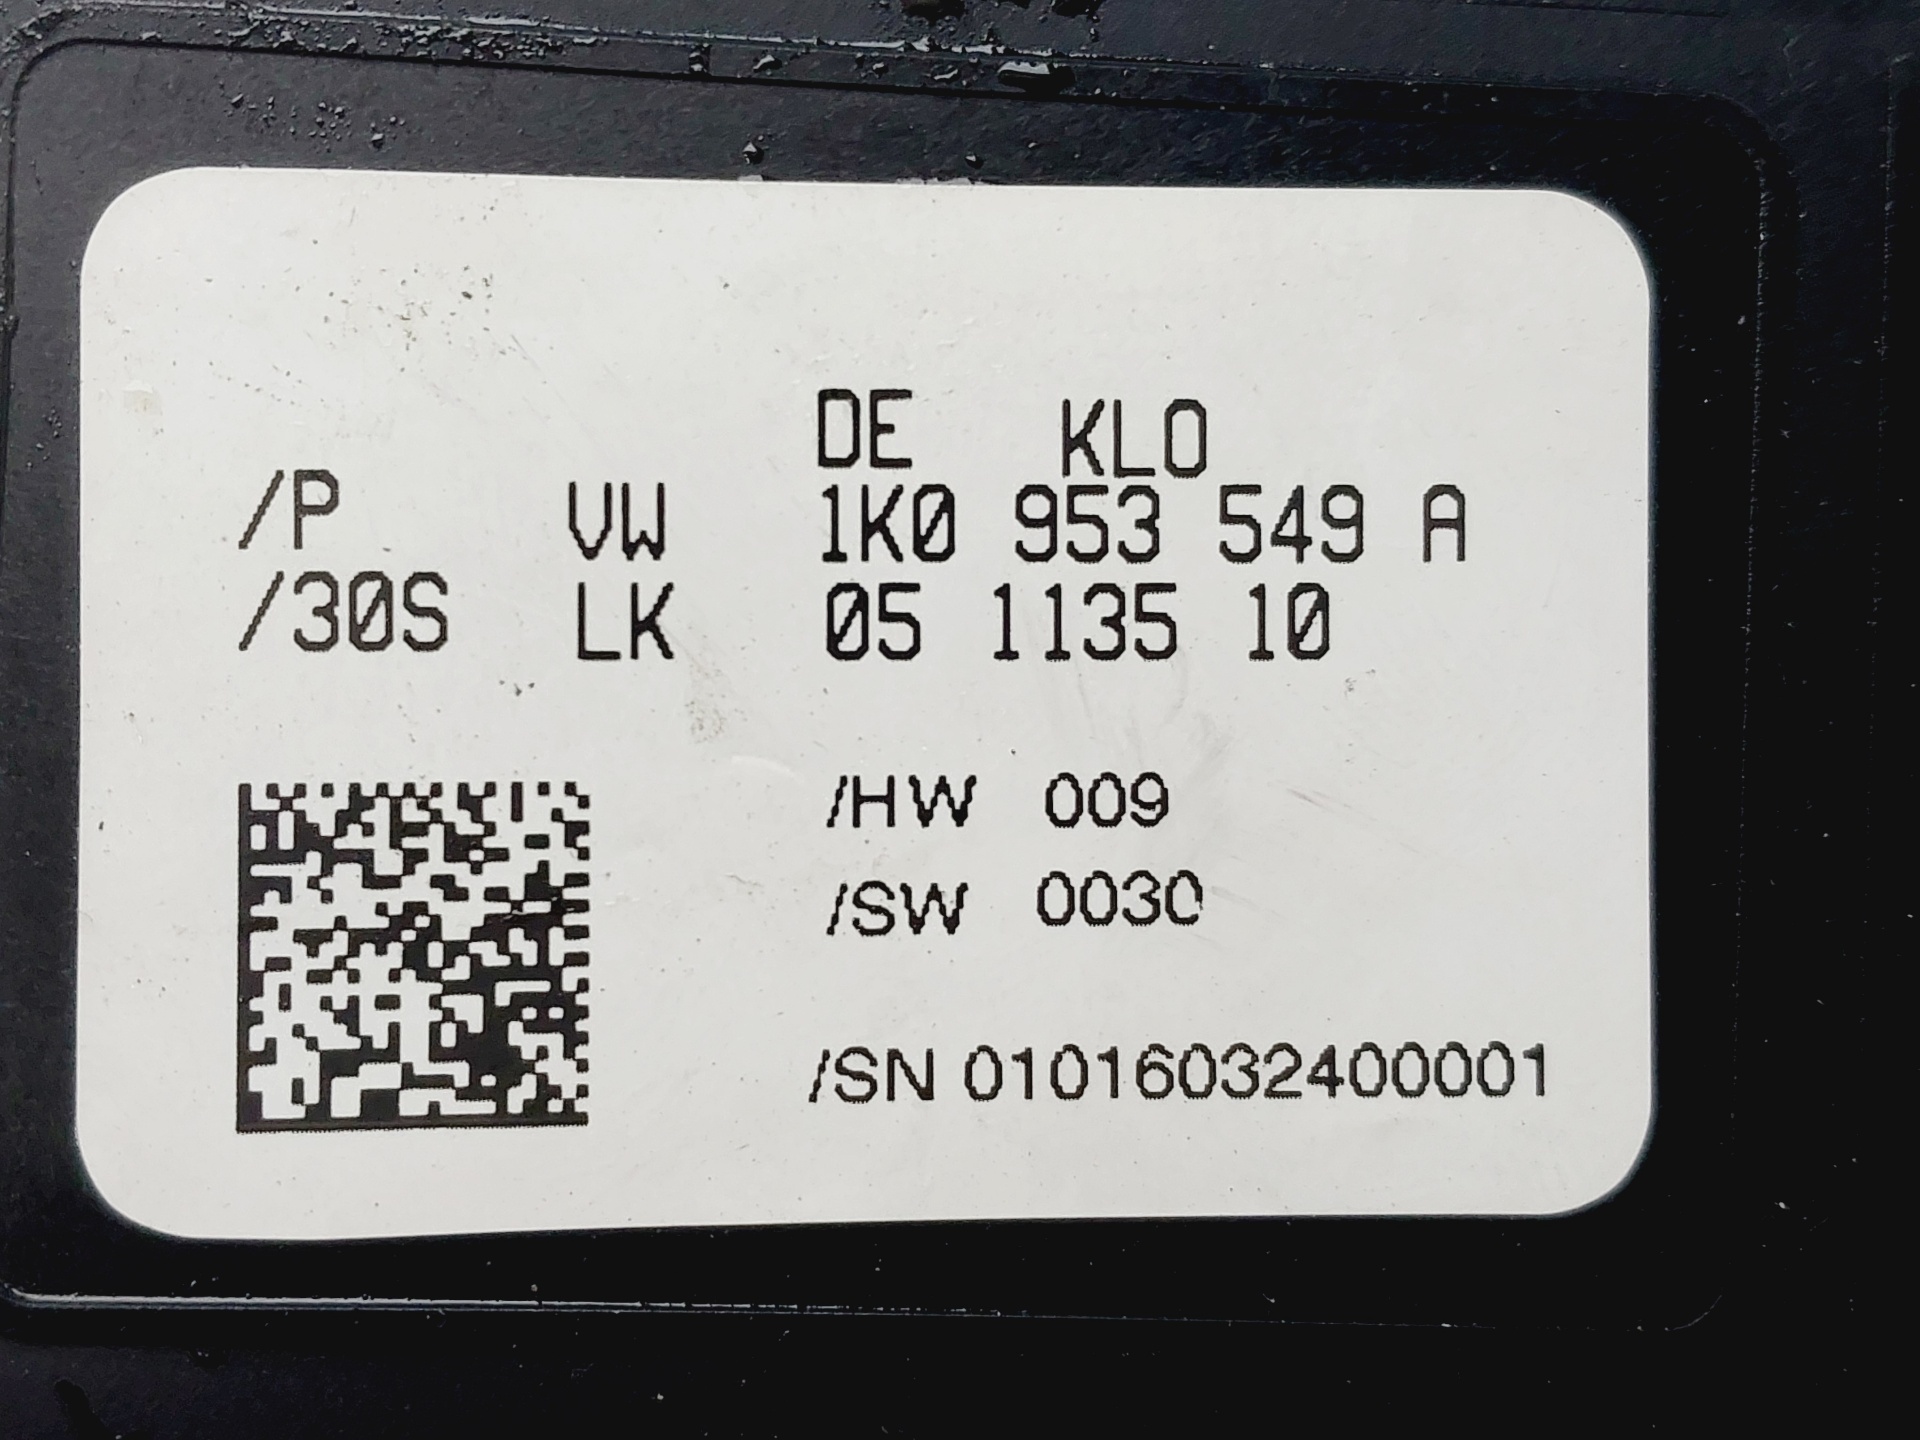 DE KLO
/P VW 1K0 953 549 A
/30S LK 05 1135 10
/HW 009
/SW 0030
/SN 01016032400001